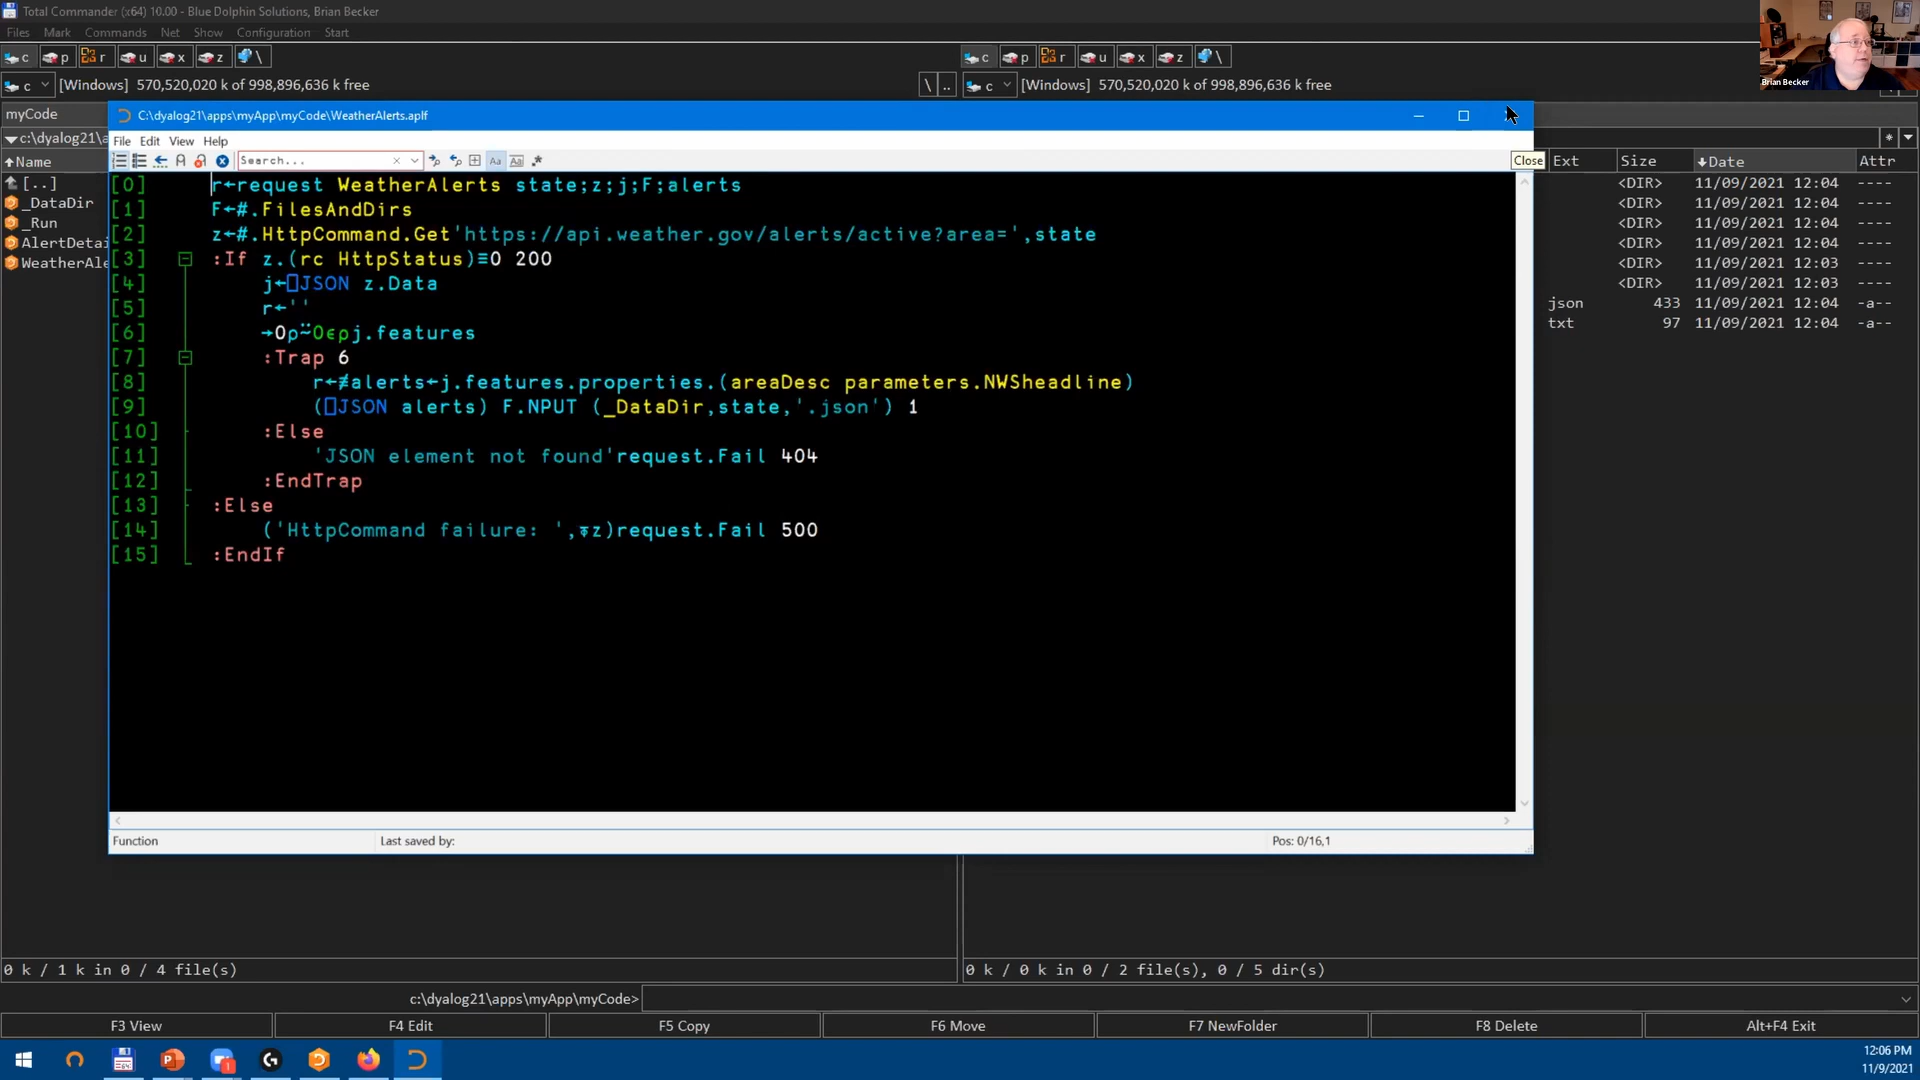 Total Commander (x64) 10.00 - Blue Dolphin Solutions, Brian Becker
Files Mark Commands Net Show Configuration Start
c p r u x z \
c p r u x z \
c [Windows] 570,520,020 k of 998,896,636 k free \ ..
c [Windows] 570,520,020 k of 998,896,636 k free
Brian Becker
myCode
c:\dyalog21\a
* 
Name
[..]
_DataDir
_Run
AlertDetai
WeatherAle
C:\dyalog21\apps\myApp\myCode\WeatherAlerts.aplf
File Edit View Help
Search...
Close
[0] r←request WeatherAlerts state;z;j;F;alerts
[1] F←#.FilesAndDirs
[2] z←#.HttpCommand.Get'https://api.weather.gov/alerts/active?area=',state
[3] :If z.(rc HttpStatus)≡0 200
[4] j←⎕JSON z.Data
[5] r←''
[6] →0⍴⍨0∊⍴j.features
[7] :Trap 6
[8] r←≢alerts←j.features.properties.(areaDesc parameters.NWSheadline)
[9] (⎕JSON alerts) F.NPUT (_DataDir,state,'.json') 1
[10] :Else
[11] 'JSON element not found'request.Fail 404
[12] :EndTrap
[13] :Else
[14] ('HttpCommand failure: ',⍕z)request.Fail 500
[15] :EndIf
Function Last saved by: Pos: 0/16,1
Ext Size Date Attr
<DIR> 11/09/2021 12:04 ----
<DIR> 11/09/2021 12:04 ----
<DIR> 11/09/2021 12:04 ----
<DIR> 11/09/2021 12:04 ----
<DIR> 11/09/2021 12:03 ----
<DIR> 11/09/2021 12:03 ----
json 433 11/09/2021 12:04 -a--
txt 97 11/09/2021 12:04 -a--
0 k / 1 k in 0 / 4 file(s)
0 k / 0 k in 0 / 2 file(s), 0 / 5 dir(s)
c:\dyalog21\apps\myApp\myCode>
F3 View F4 Edit F5 Copy F6 Move F7 NewFolder F8 Delete Alt+F4 Exit
12:06 PM
11/9/2021